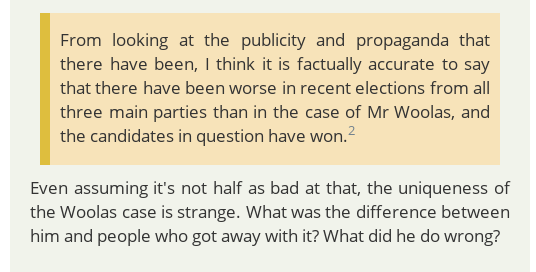 From looking at the publicity and propaganda that
there have been, I think it is factually accurate to say
that there have been worse in recent elections from all
three main parties than in the case of Mr Woolas, and
the candidates in question have won.2
Even assuming it's not half as bad at that, the uniqueness of
the Woolas case is strange. What was the difference between
him and people who got away with it? What did he do wrong?